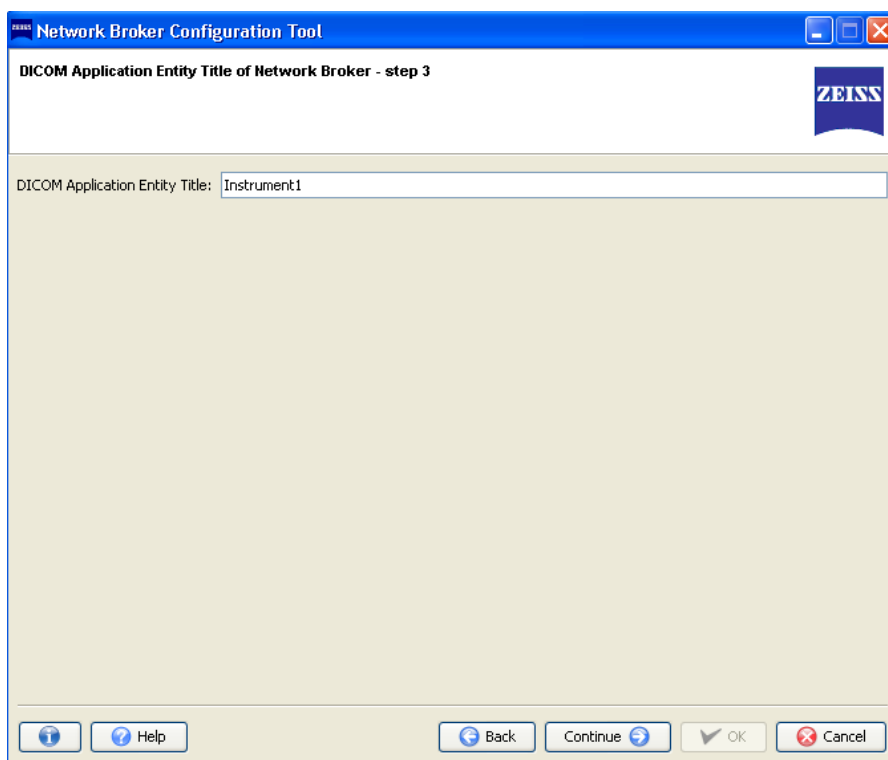 ZEISS Network Broker Configuration Tool
DICOM Application Entity Title of Network Broker - step 3
ZEISS
DICOM Application Entity Title: Instrument1
Help Back Continue OK Cancel